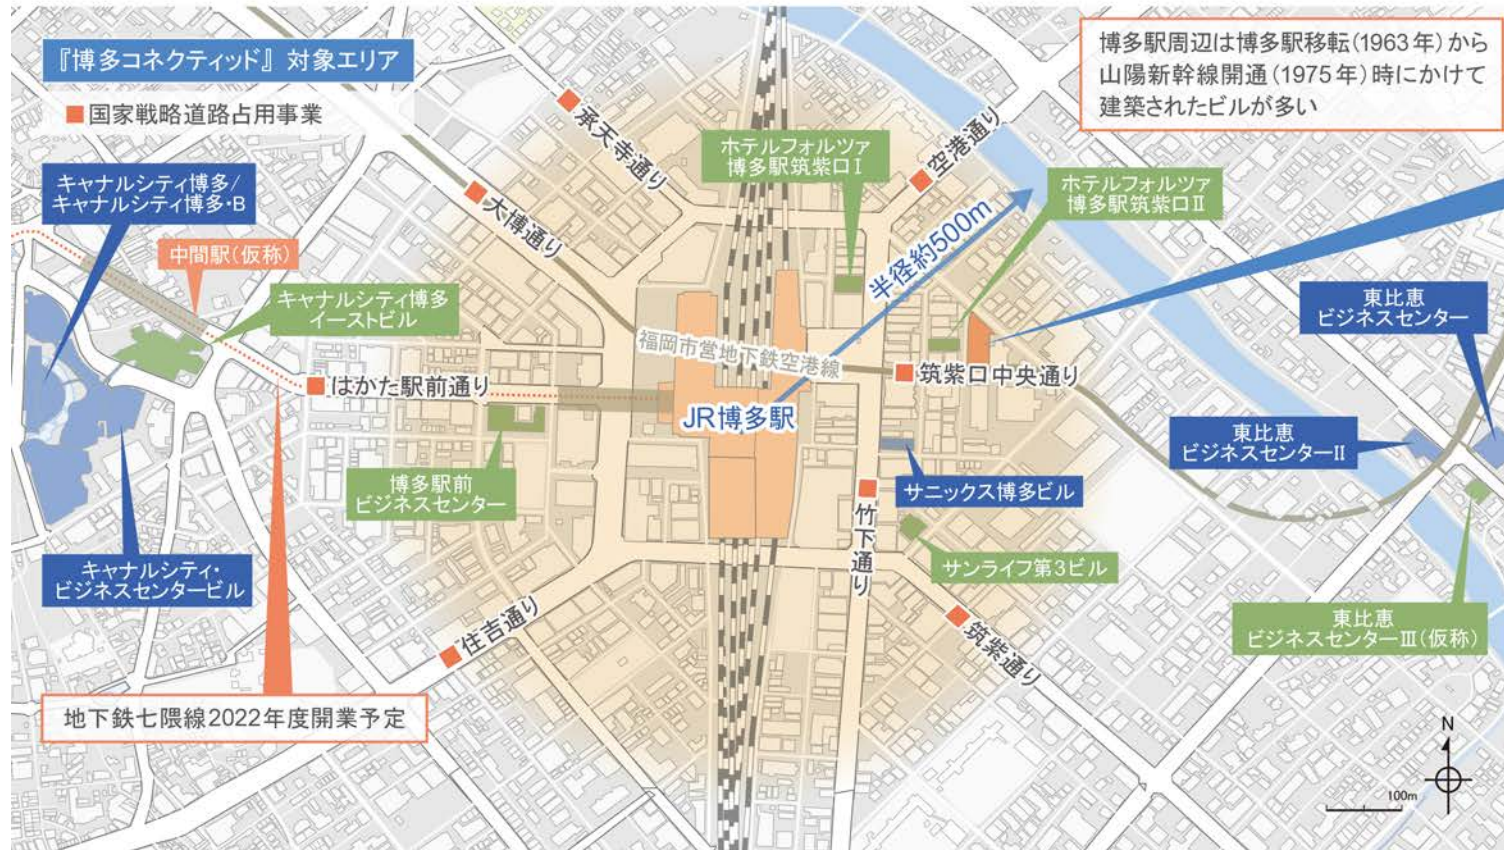 『博多コネクティッド』対象エリア
国家戦略道路占用事業
博多駅周辺は博多駅移転(1963年)から
山陽新幹線開通(1975年)時にかけて
建築されたビルが多い
承天寺通り
ホテルフォルツァ
博多駅筑紫口Ⅰ
空港通り
キャナルシティ博多/
キャナルシティ博多・B
大博通り
ホテルフォルツァ
博多駅筑紫口Ⅱ
中間駅(仮称)
半径約500m
キャナルシティ博多
イーストビル
東比恵
ビジネスセンター
福岡市営地下鉄空港線
はかた駅前通り
筑紫口中央通り
JR博多駅
東比恵
ビジネスセンターⅡ
博多駅前
ビジネスセンター
サニックス博多ビル
竹下通り
キャナルシティ・
ビジネスセンタービル
サンライフ第3ビル
住吉通り
筑紫通り
東比恵
ビジネスセンターⅢ(仮称)
地下鉄七隈線2022年度開業予定
N
100m